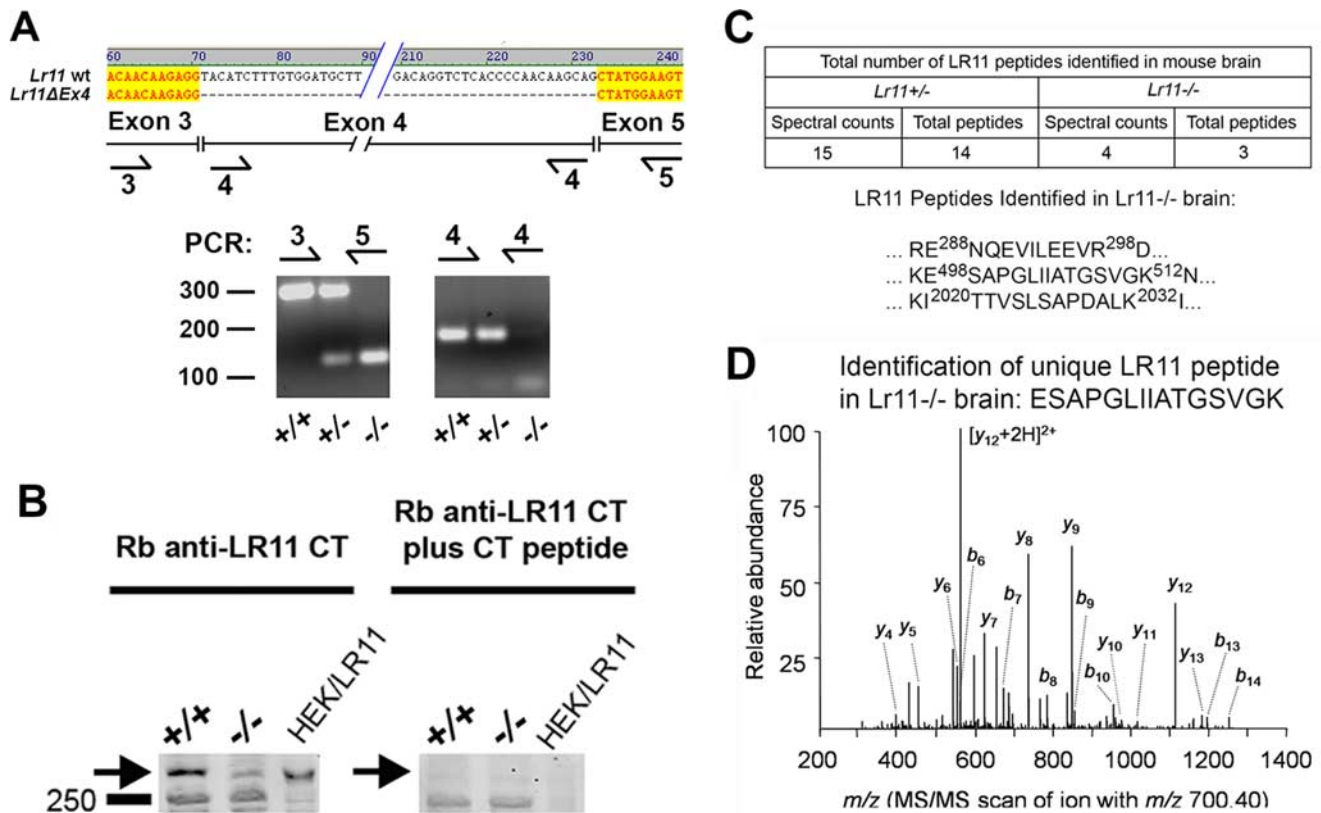 A
60 70 80 90 210 220 230 240
Lr11 wt ACAACAAGAGGTACATCTTTGTGGATGCTT GACAGGTCTCACCCCAACAAGCAGCTATGGAAGT
Lr11ΔEx4 ACAACAAGAGG CTATGGAAGT
Exon 3 Exon 4 Exon 5
3 4 4 5
PCR: 3 5 4 4
300
200
100
+/+ +/- -/- +/+ +/- -/-
B
Rb anti-LR11 CT
Rb anti-LR11 CT
plus CT peptide
+/+ -/- HEK/LR11 +/+ -/- HEK/LR11
250
C
Total number of LR11 peptides identified in mouse brain
Lr11+/- Lr11-/-
Spectral counts Total peptides Spectral counts Total peptides
15 14 4 3
LR11 Peptides Identified in Lr11-/- brain:
... RE288NQEVILEEVR298D...
... KE498SAPGLIIATGSVGK512N...
... KI2020TTVSLSAPDALK2032I...
D
Identification of unique LR11 peptide
in Lr11-/- brain: ESAPGLIIATGSVGK
Relative abundance
100
75
50
25
[y12+2H]2+
y4 y5 y6 b6 y7 b7 y8 b8 y9 b9 b10 y10 y11 y12 y13 b13 b14
200 400 600 800 1000 1200 1400
m/z (MS/MS scan of ion with m/z 700.40)